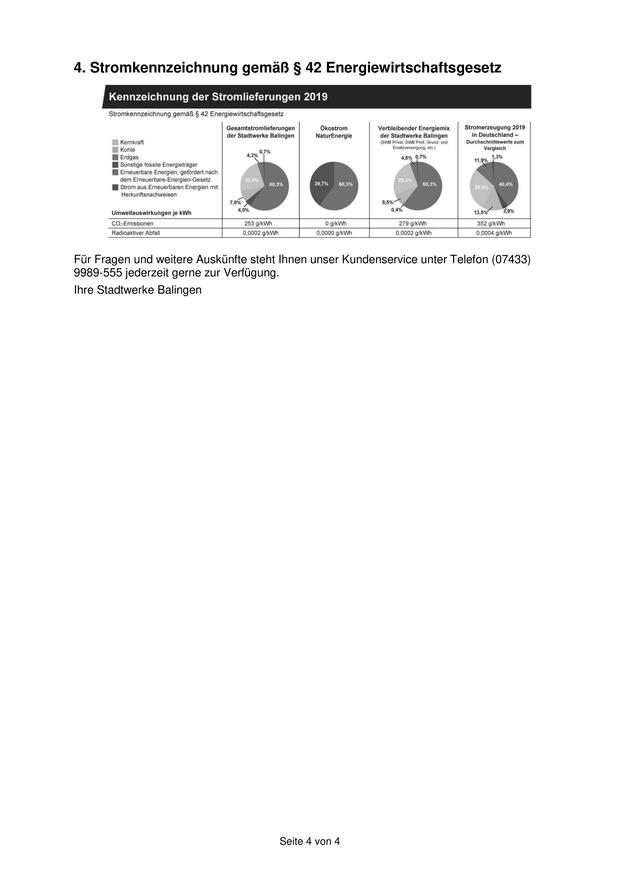 4. Stromkennzeichnung gemäß § 42 Energiewirtschaftsgesetz
Kennzeichnung der Stromlieferungen 2019
Stromkennzeichnung gemäß § 42 Energiewirtschaftsgesetz
Kernkraft
Kohle
Erdgas
Sonstige fossile Energieträger
Erneuerbare Energien, gefördert nach
dem Erneuerbare-Energien-Gesetz
Strom aus Erneuerbaren Energien mit
Herkunftsnachweisen
Gesamtstromlieferungen
der Stadtwerke Balingen
4,3% 0,7%
60,3%
7,8%
4,0%
Ökostrom
NaturEnergie
39,7% 60,3%
Verbleibender Energiemix
der Stadtwerke Balingen
(SWB Privat, SWB Profi, Grund- und
Ersatzversorgung, etc.)
4,8% 0,7%
60,3%
8,5%
0,4%
Stromerzeugung 2019
in Deutschland –
Durchschnittswerte zum
Vergleich
11,9% 1,3%
40,4%
13,5% 3,9%
Umweltauswirkungen je kWh
CO₂-Emissionen 253 g/kWh 0 g/kWh 279 g/kWh 352 g/kWh
Radioaktiver Abfall 0,0002 g/kWh 0,0000 g/kWh 0,0002 g/kWh 0,0004 g/kWh
Für Fragen und weitere Auskünfte steht Ihnen unser Kundenservice unter Telefon (07433)
9989-555 jederzeit gerne zur Verfügung.
Ihre Stadtwerke Balingen
Seite 4 von 4